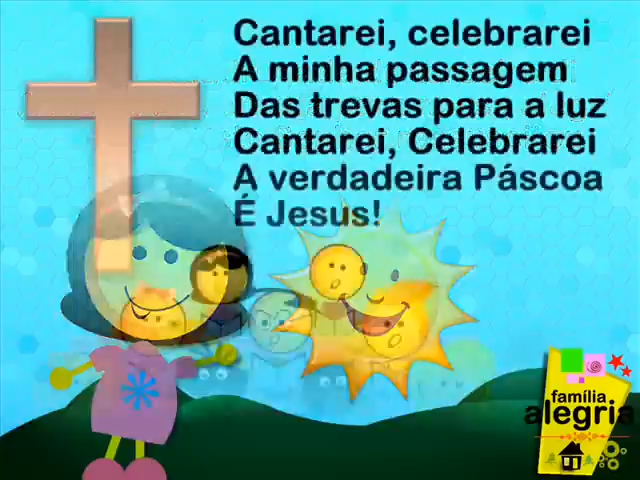 Cantarei, celebrarei
A minha passagem
Das trevas para a luz
Cantarei, Celebrarei
A verdadeira Páscoa
É Jesus!
família
alegria